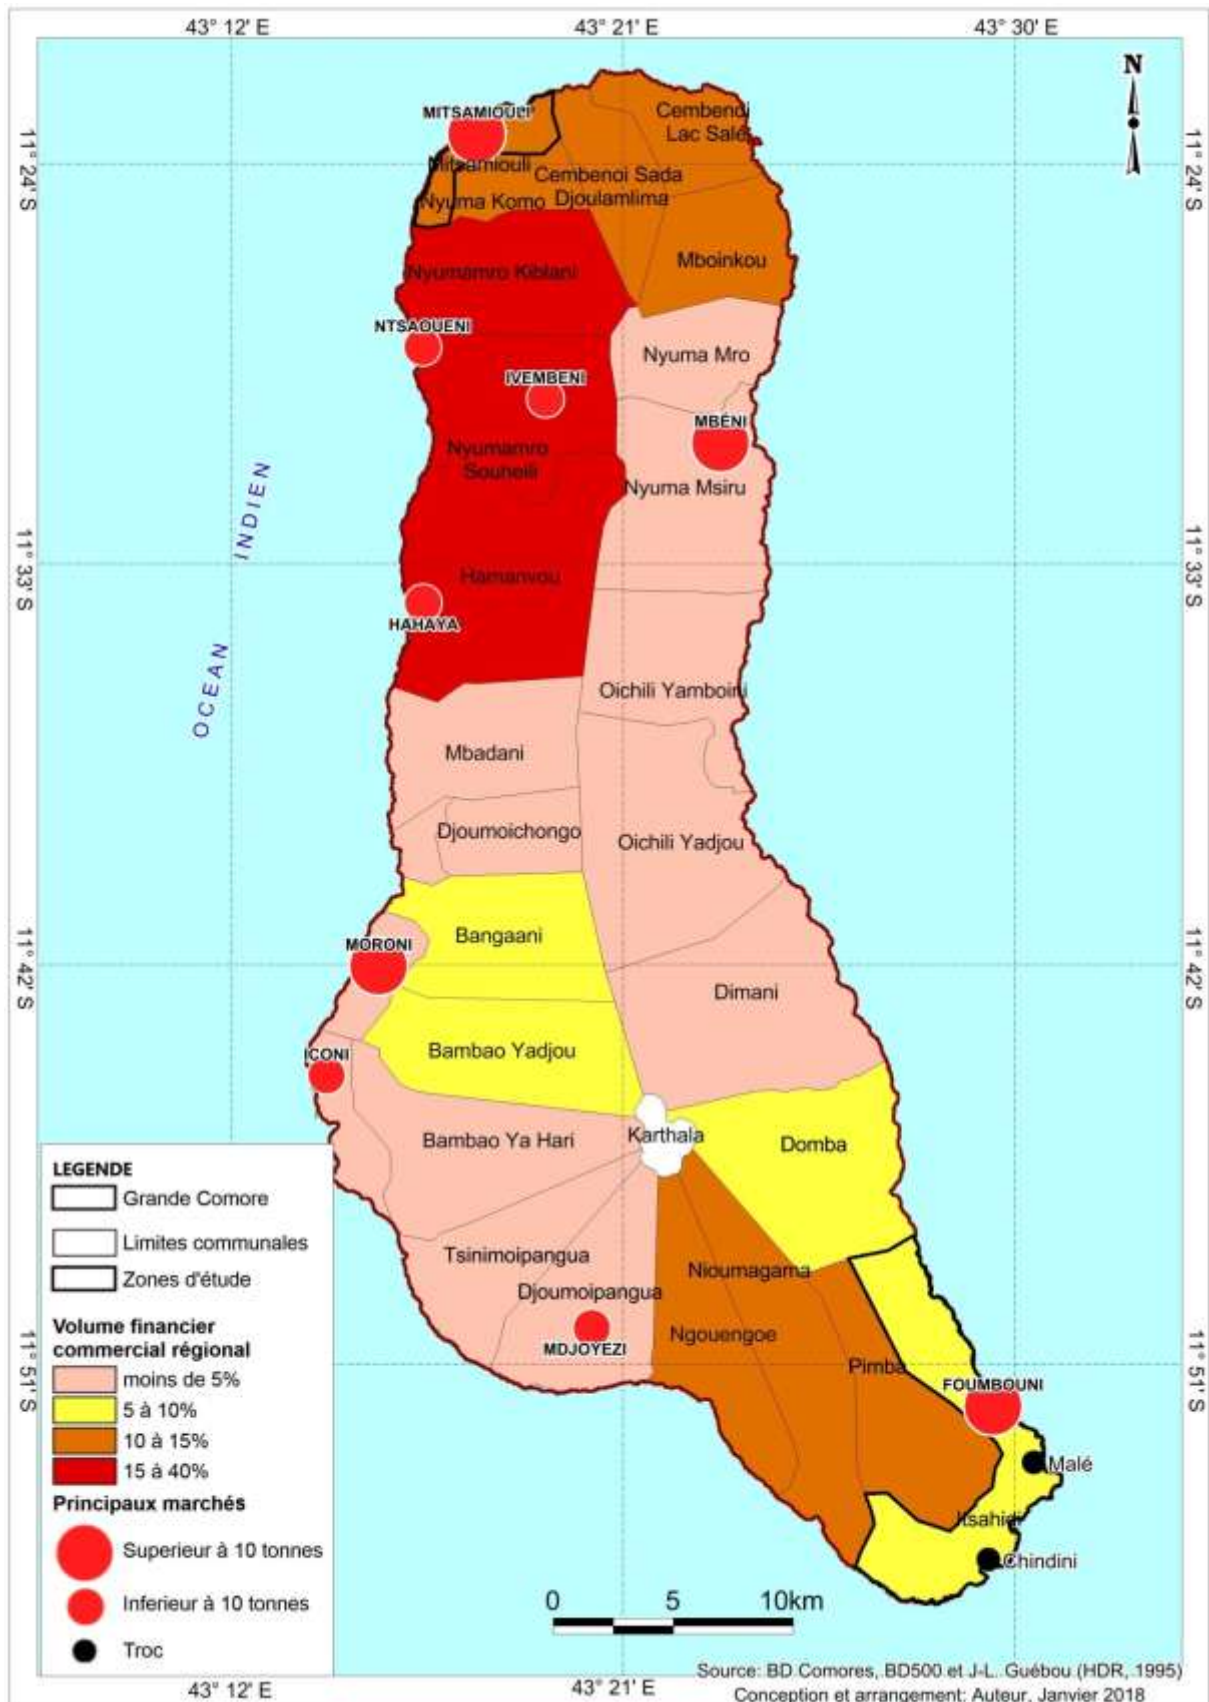 43° 12' E
43° 21' E
43° 30' E
N
11° 24' S
11° 24' S
MITSAMIOULI
Cembenoi
Lac Salé
Mitsamiouli
Cembenoi Sada
Djoulamlima
Nyuma Komo
Mboinkou
Nyumamro Kiblani
NTSAOUENI
Nyuma Mro
IVEMBENI
MBÉNI
Nyumamro
Souheili
Nyuma Msiru
OCEAN INDIEN
11° 33' S
11° 33' S
Hamanvou
HAHAYA
Oichili Yamboini
Mbadani
Djoumoichongo
Oichili Yadjou
Bangaani
MORONI
11° 42' S
11° 42' S
Dimani
ICONI
Bambao Yadjou
Bambao Ya Hari
Karthala
Domba
Tsinimoipangua
Nioumagama
Djoumoipangua
Ngouengoe
MDJOYEZI
Pimba
11° 51' S
11° 51' S
FOUMBOUNI
Malé
Itsahidi
Chindini
LEGENDE
Grande Comore
Limites communales
Zones d'étude
Volume financier
commercial régional
moins de 5%
5 à 10%
10 à 15%
15 à 40%
Principaux marchés
Superieur à 10 tonnes
Inferieur à 10 tonnes
Troc
0 5 10km
Source: BD Comores, BD500 et J-L. Guébou (HDR, 1995)
Conception et arrangement: Auteur, Janvier 2018
43° 12' E
43° 21' E